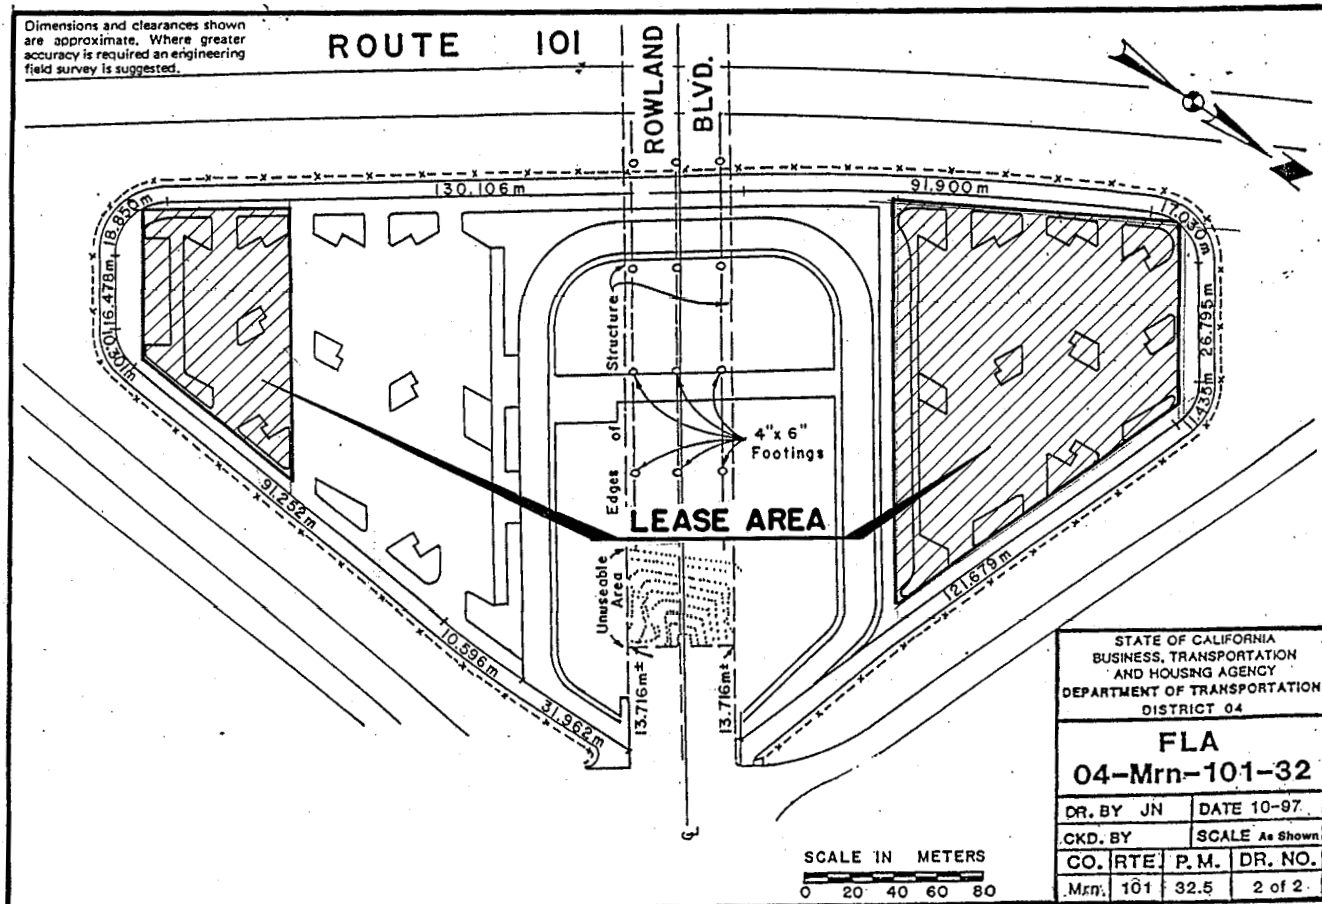 Dimensions and clearances shown
are approximate. Where greater
accuracy is required an engineering
field survey is suggested.
ROUTE 101
ROWLAND
BLVD.
130.106m
91.900m
18.850m
17.030m
16.478m
26.795m
10.301m
11.435m
Structure
of
Edges
4"x 6"
Footings
LEASE AREA
91.252m
121.679m
Unuseable
Area
10.596m
31.962m
13.716m±
13.716m±
SCALE IN METERS
0 20 40 60 80
STATE OF CALIFORNIA
BUSINESS, TRANSPORTATION
AND HOUSING AGENCY
DEPARTMENT OF TRANSPORTATION
DISTRICT 04
FLA
04-Mrn-101-32
DR. BY JN DATE 10-97
CKD. BY SCALE As Shown
CO. RTE. P.M. DR. NO.
Mrn. 101 32.5 2 of 2